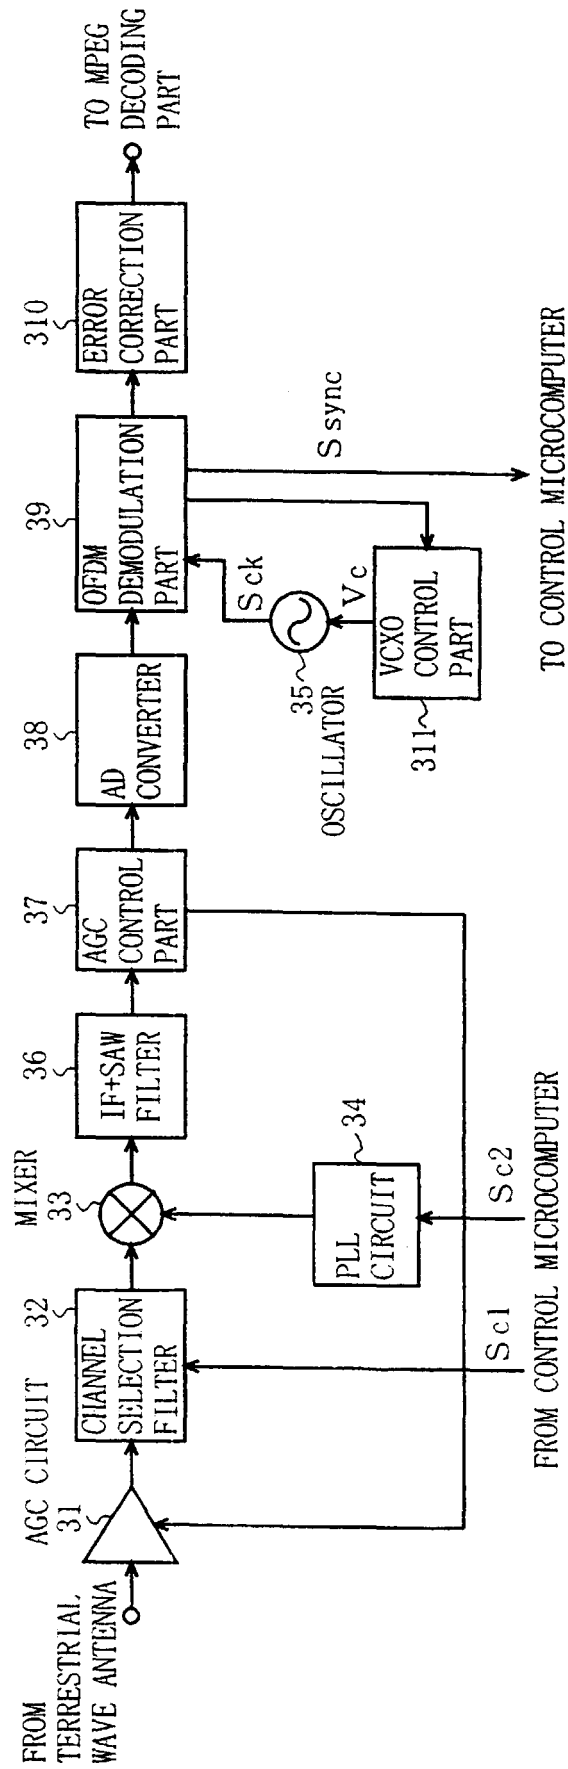 FROM
TERRESTRIAL
WAVE ANTENNA
AGC CIRCUIT
31
32
CHANNEL
SELECTION
FILTER
MIXER
33
36
IF+SAW
FILTER
37
AGC
CONTROL
PART
38
AD
CONVERTER
39
OFDM
DEMODULATION
PART
310
ERROR
CORRECTION
PART
TO MPEG
DECODING
PART
34
PLL
CIRCUIT
Sc1
Sc2
FROM CONTROL MICROCOMPUTER
35
OSCILLATOR
Sck
Vc
311
VCXO
CONTROL
PART
Ssync
TO CONTROL MICROCOMPUTER